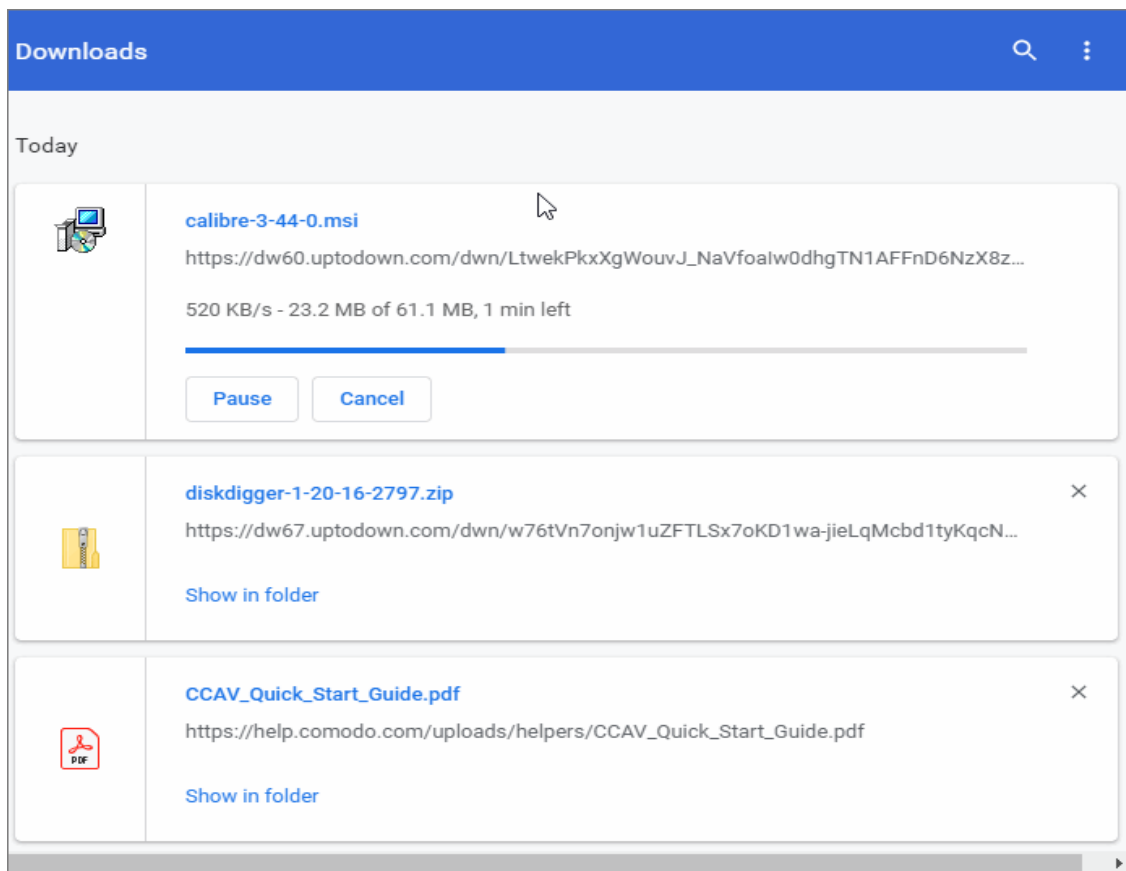 Downloads
Today
calibre-3-44-0.msi
https://dw60.uptodown.com/dwn/LtwekPkxXgWouvJ_NaVfoaIw0dhgTN1AFFnD6NzX8z...
520 KB/s - 23.2 MB of 61.1 MB, 1 min left
Pause Cancel
diskdigger-1-20-16-2797.zip
https://dw67.uptodown.com/dwn/w76tVn7onjw1uZFTLSx7oKD1wa-jieLqMcbd1tyKqcN...
Show in folder
CCAV_Quick_Start_Guide.pdf
https://help.comodo.com/uploads/helpers/CCAV_Quick_Start_Guide.pdf
PDF
Show in folder